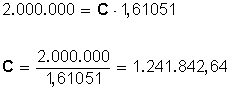 2.000.000 = C · 1,61051
C = 2.000.000 / 1,61051 = 1.241.842,64